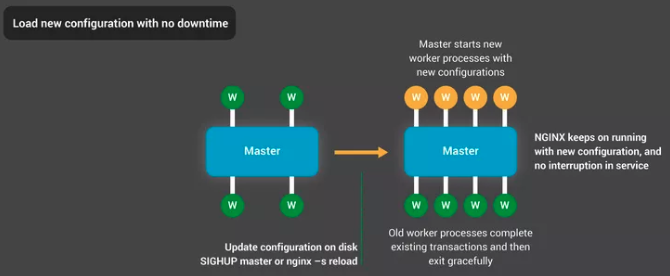 Load new configuration with no downtime
Master starts new
worker processes with
new configurations
W W
W W W W
Master
Master
NGINX keeps on running
with new configuration, and
no interruption in service
W W
W W W W
Old worker processes complete
existing transactions and then
exit gracefully
Update configuration on disk
SIGHUP master or nginx –s reload